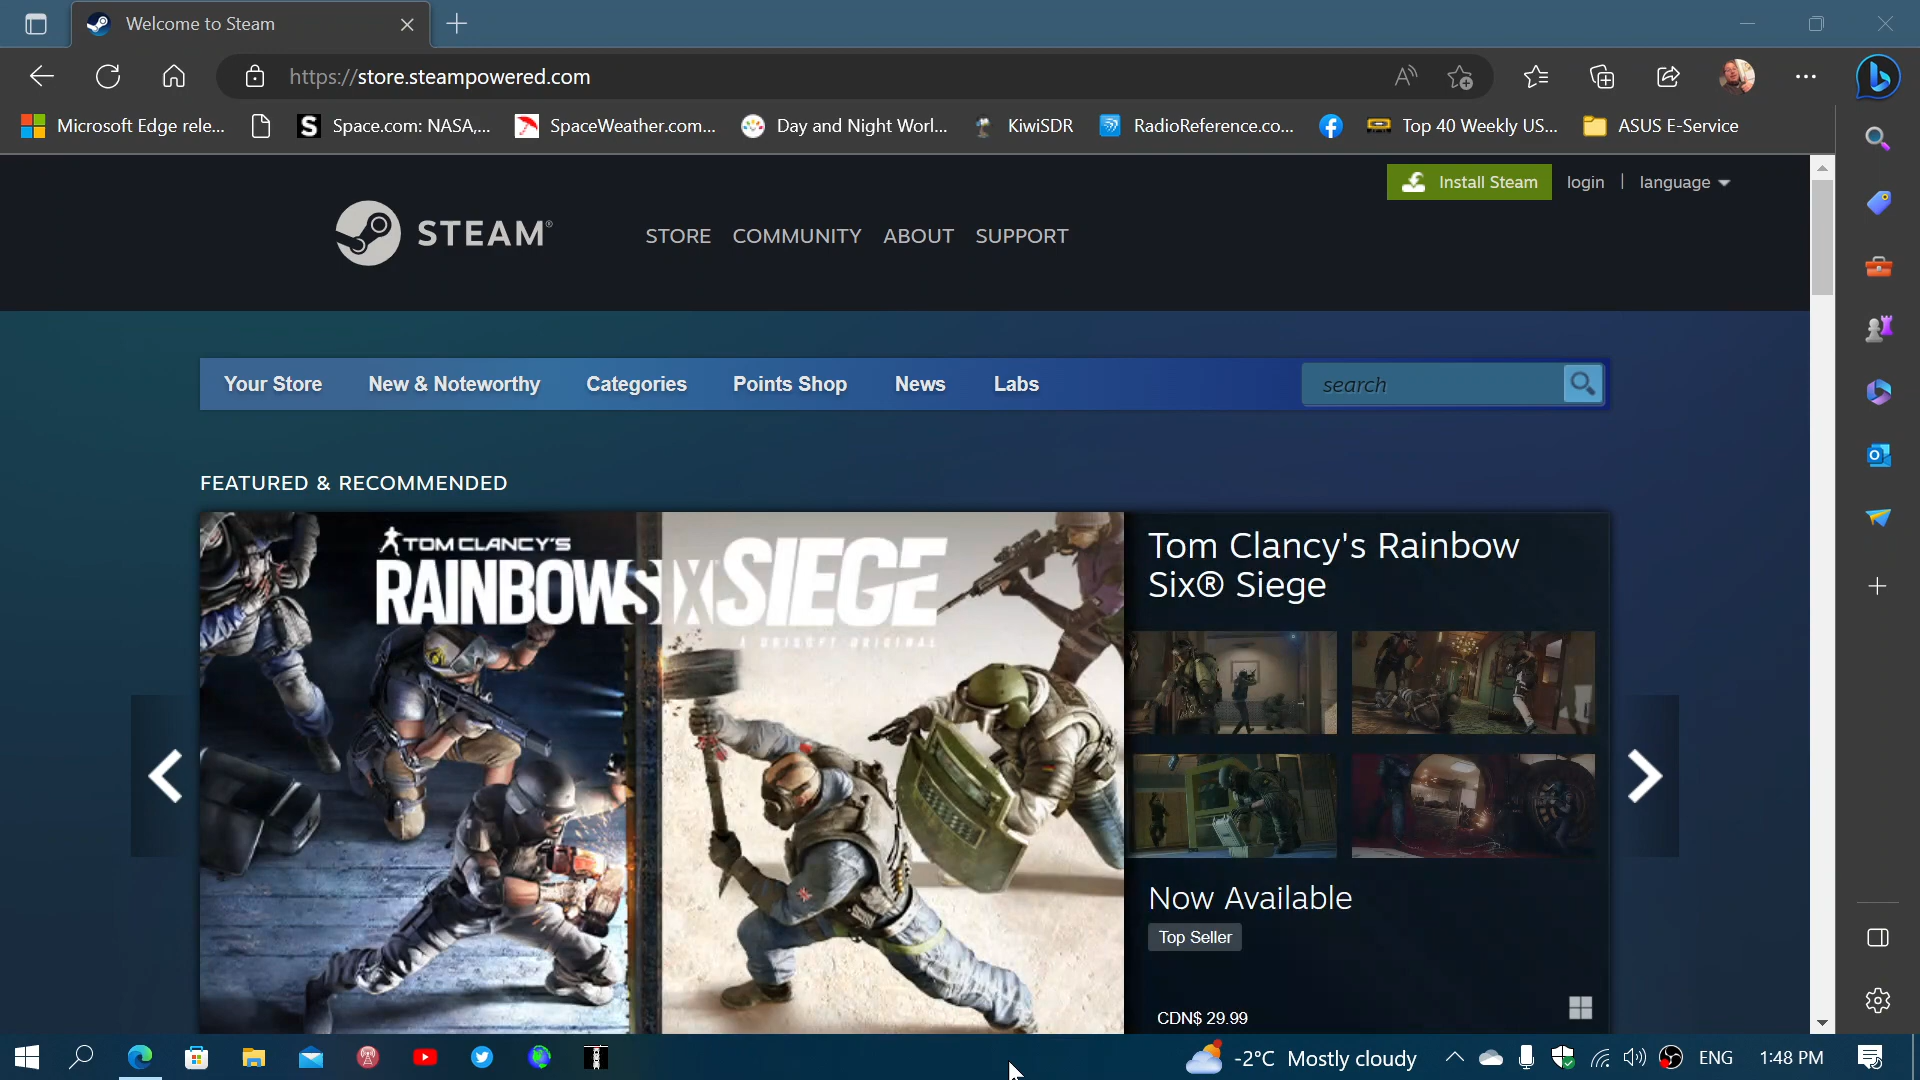 Welcome to Steam
https://store.steampowered.com
Microsoft Edge rele...
Space.com: NASA,...
SpaceWeather.com...
Day and Night Worl...
KiwiSDR
RadioReference.co...
Top 40 Weekly US...
ASUS E-Service
Install Steam
login
language
STEAM®
STORE
COMMUNITY
ABOUT
SUPPORT
Your Store
New & Noteworthy
Categories
Points Shop
News
Labs
search
FEATURED & RECOMMENDED
TOM CLANCY'S
RAINBOW SIX SIEGE
A UBISOFT ORIGINAL
Tom Clancy's Rainbow
Six® Siege
Now Available
Top Seller
CDN$ 29.99
-2°C Mostly cloudy
ENG
1:48 PM